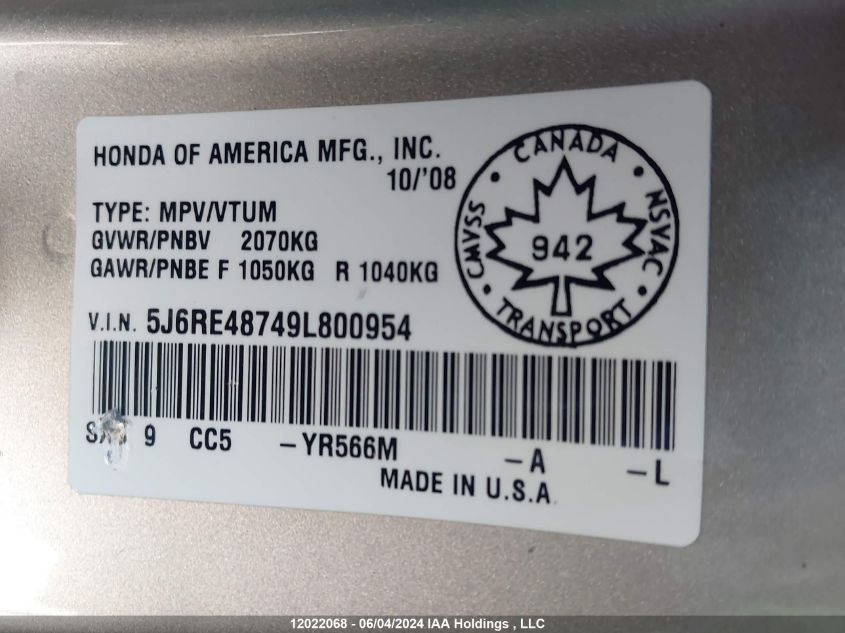 HONDA OF AMERICA MFG., INC.
10/'08
TYPE: MPV/VTUM
GVWR/PNBV 2070KG
GAWR/PNBE F 1050KG R 1040KG
CANADA
CMVSS 942 NSVAC
TRANSPORT
V.I.N. 5J6RE48749L800954
9 CC5 -YR566M -A -L
MADE IN U.S.A.
12022068 - 06/04/2024 IAA Holdings , LLC